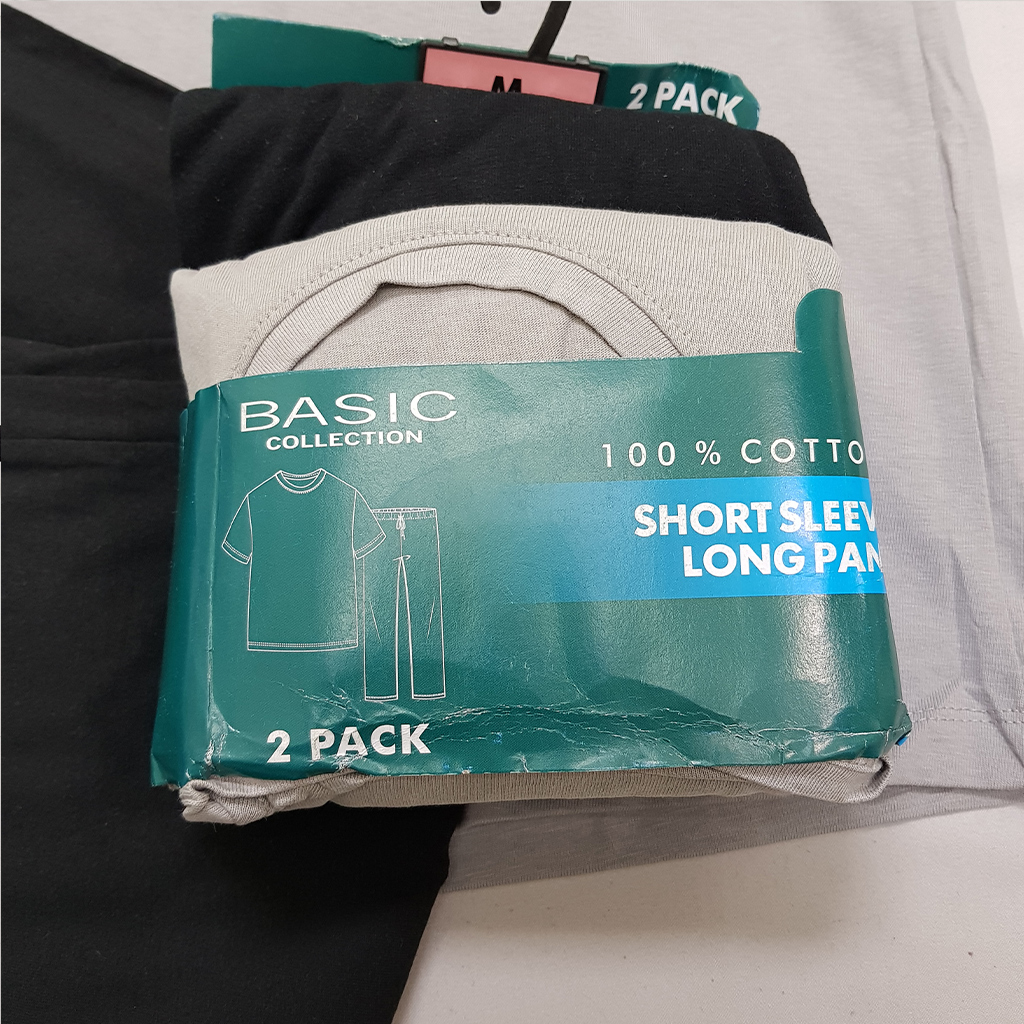 M
2 PACK
BASIC
COLLECTION
100 % COTTO
SHORT SLEEV
LONG PAN
2 PACK